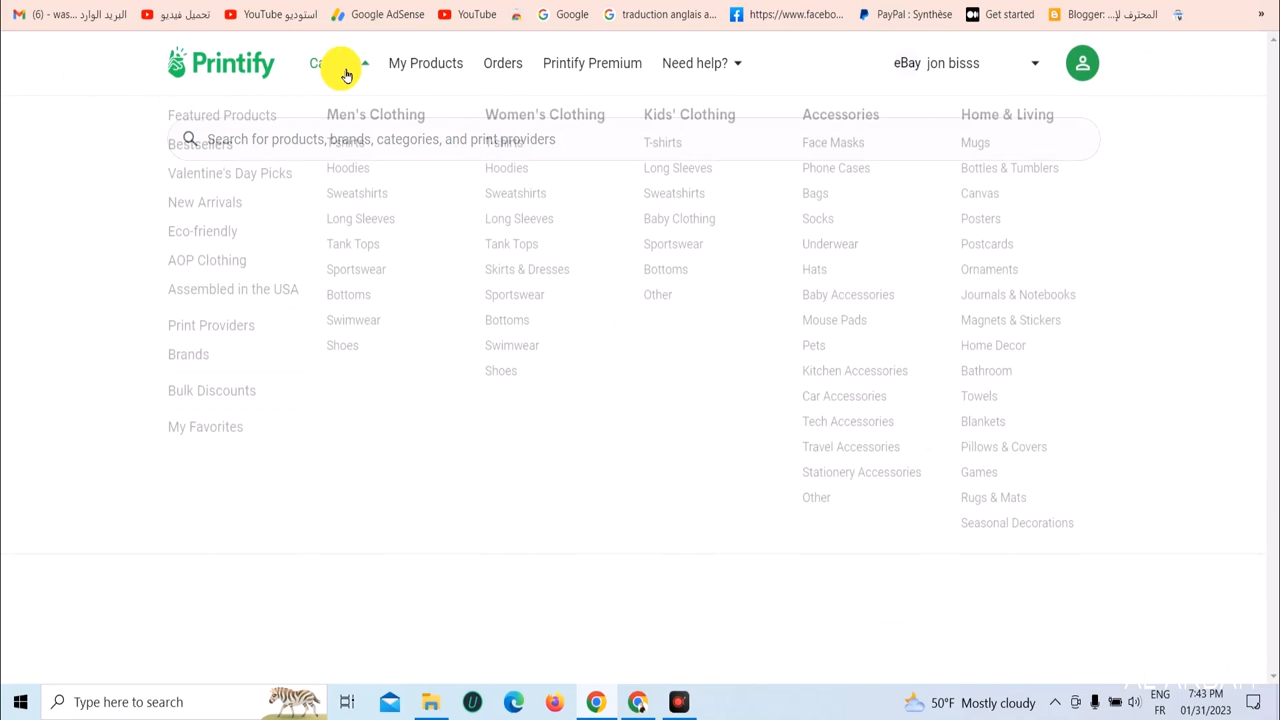 (6) - was... البريد الوارد
تحميل فيديو
YouTube استوديو
Google AdSense
YouTube
Google
traduction anglais a...
https://www.facebo...
PayPal : Synthèse
Get started
Blogger: المحترف لإ...
»
Printify
My Products
Orders
Printify Premium
Need help?
eBay jon bisss
Search for products, brands, categories, and print providers
Featured Products
Bestsellers
Valentine's Day Picks
New Arrivals
Eco-friendly
AOP Clothing
Assembled in the USA
Print Providers
Brands
Bulk Discounts
My Favorites
Men's Clothing
T-shirts
Hoodies
Sweatshirts
Long Sleeves
Tank Tops
Sportswear
Bottoms
Swimwear
Shoes
Women's Clothing
T-shirts
Hoodies
Sweatshirts
Long Sleeves
Tank Tops
Skirts & Dresses
Sportswear
Bottoms
Swimwear
Shoes
Kids' Clothing
T-shirts
Long Sleeves
Sweatshirts
Baby Clothing
Sportswear
Bottoms
Other
Accessories
Face Masks
Phone Cases
Bags
Socks
Underwear
Hats
Baby Accessories
Mouse Pads
Pets
Kitchen Accessories
Car Accessories
Tech Accessories
Travel Accessories
Stationery Accessories
Other
Home & Living
Mugs
Bottles & Tumblers
Canvas
Posters
Postcards
Ornaments
Journals & Notebooks
Magnets & Stickers
Home Decor
Bathroom
Towels
Blankets
Pillows & Covers
Games
Rugs & Mats
Seasonal Decorations
Type here to search
50°F Mostly cloudy
ENG
FR
7:43 PM
01/31/2023